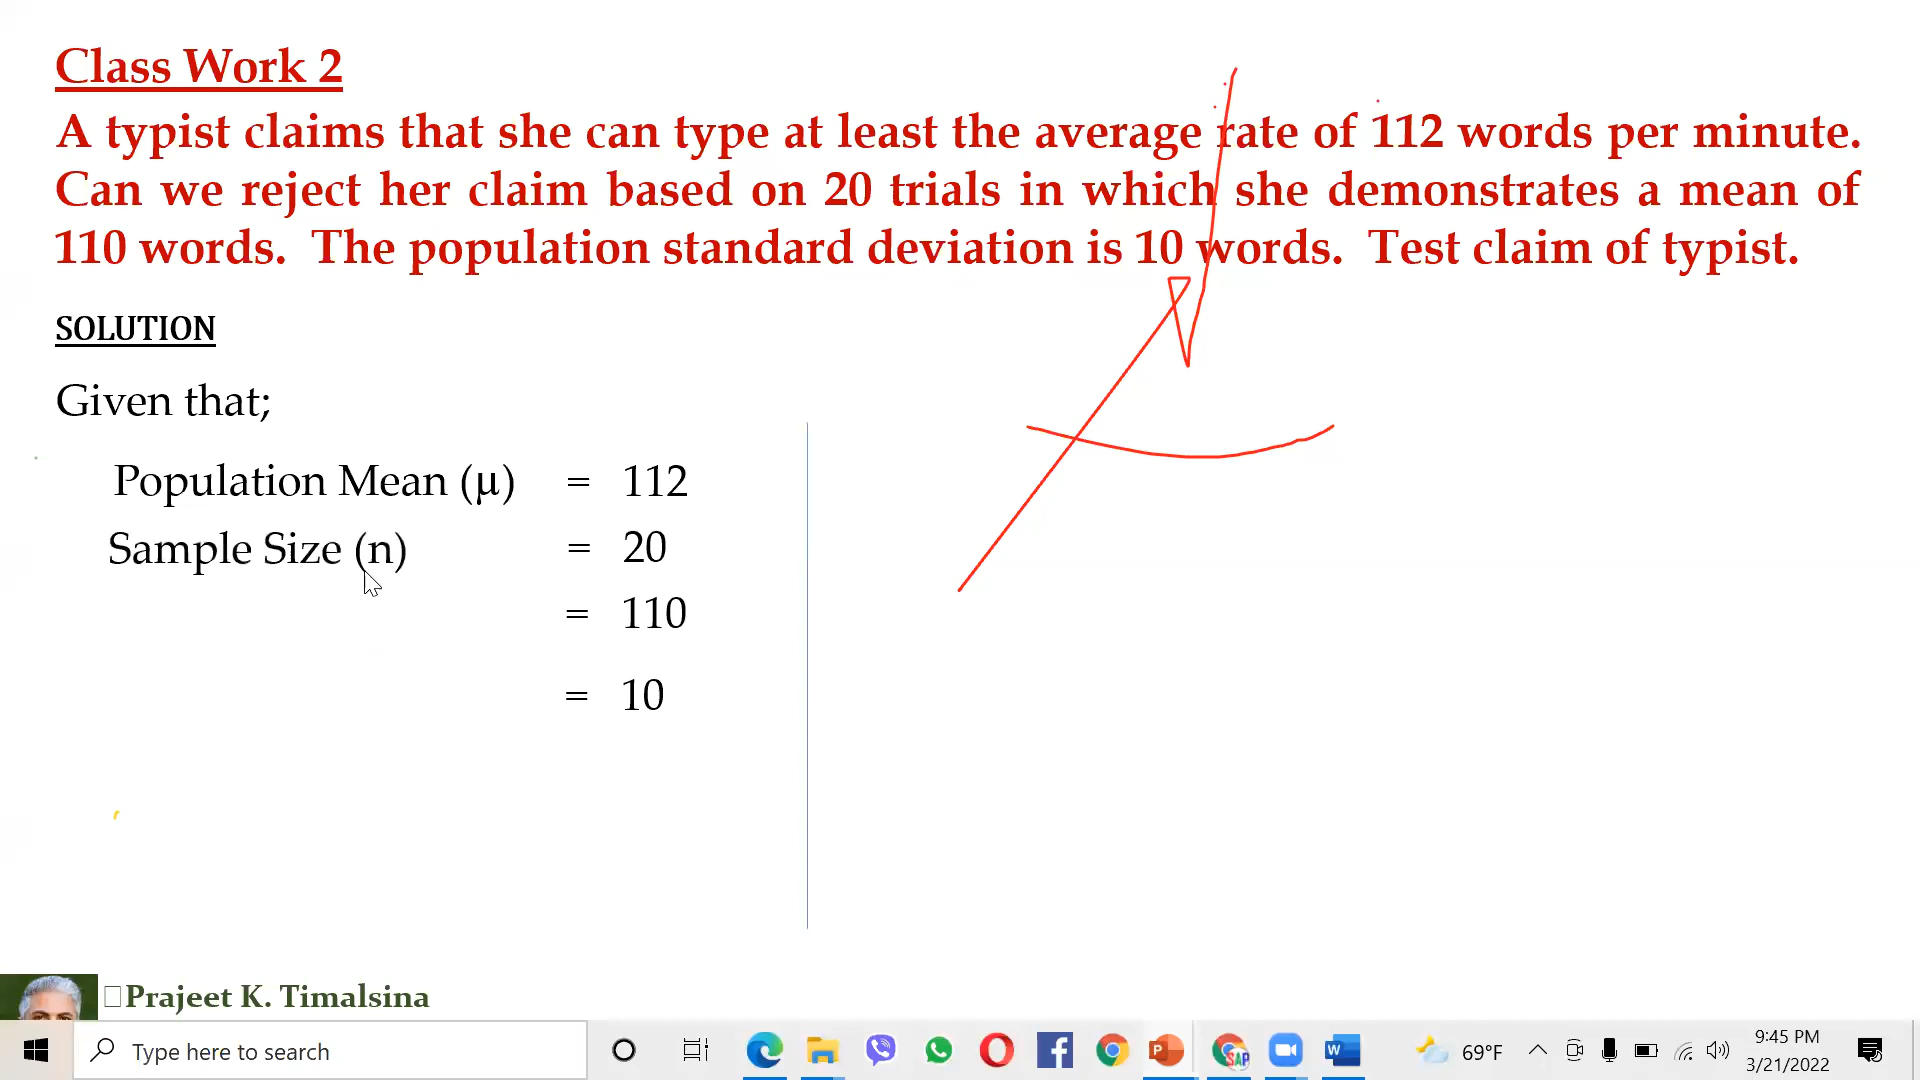 Class Work 2
A typist claims that she can type at least the average rate of 112 words per minute.
Can we reject her claim based on 20 trials in which she demonstrates a mean of
110 words. The population standard deviation is 10 words. Test claim of typist.
SOLUTION
Given that;
Population Mean (µ) = 112
Sample Size (n) = 20
= 110
= 10
Prajeet K. Timalsina
Type here to search
SAP
P
W
69°F
9:45 PM
3/21/2022